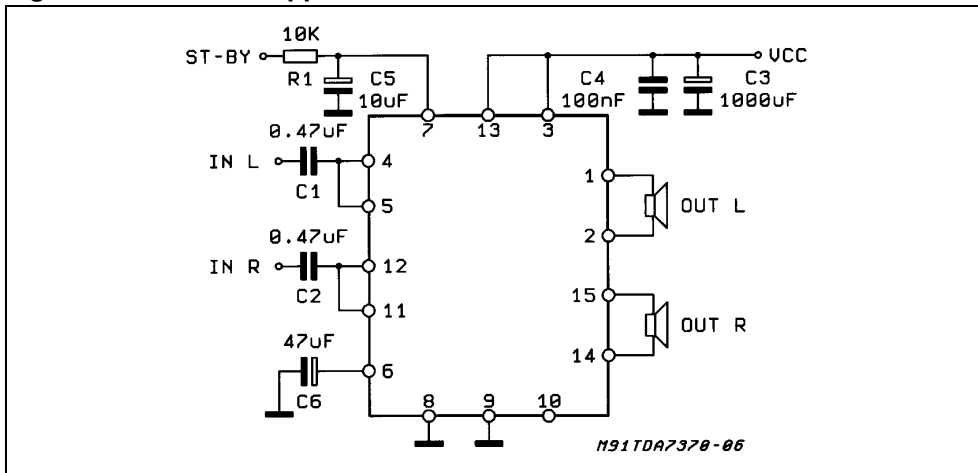 10K
ST-BY
R1
C5
10uF
C4
100nF
C3
1000uF
VCC
7
13
3
0.47uF
IN L
C1
4
5
1
2
OUT L
0.47uF
IN R
C2
12
11
15
14
OUT R
47uF
C6
6
8
9
10
M91TDA7370-06